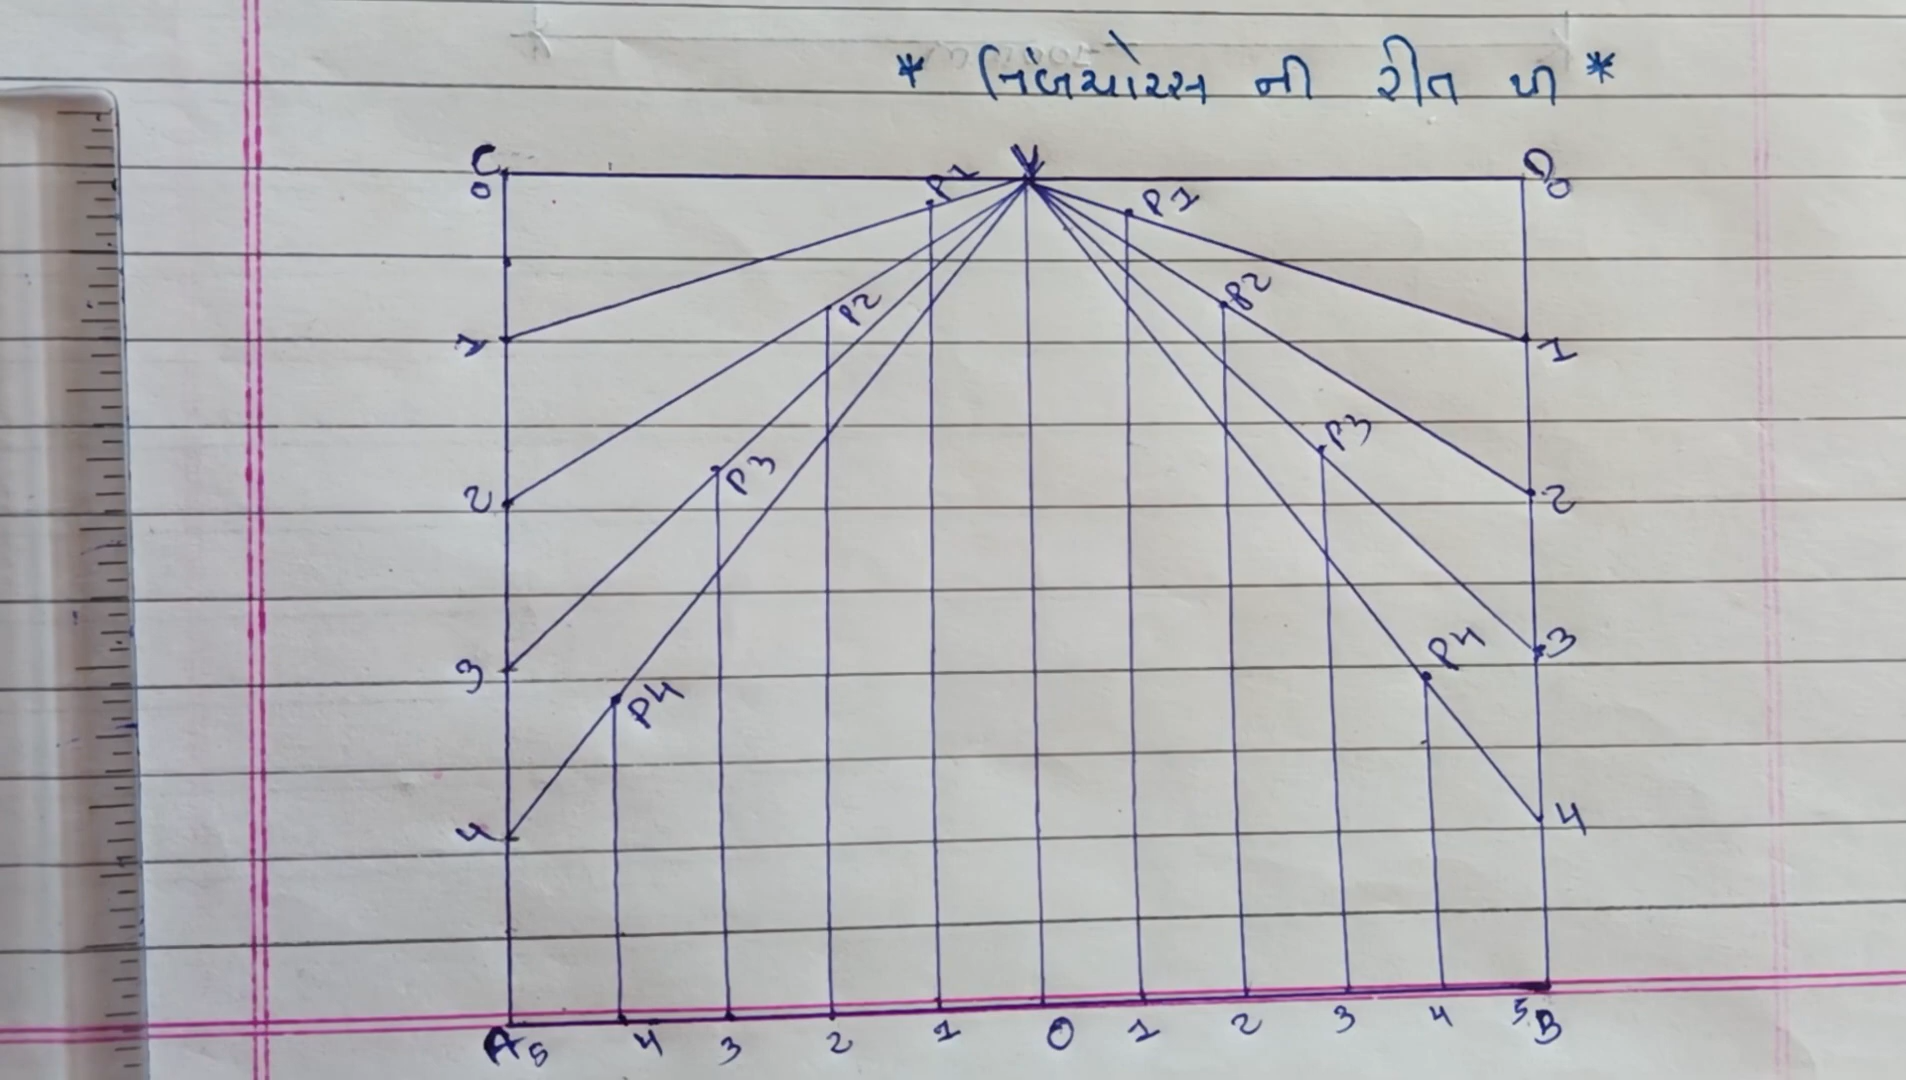 * લંબચોરસ ની રીત થી *
C V D
0 P1 P1 0
P2 P2
1 1
P3 P3
2 2
P4 P4
3 3
4 4
A 5 4 3 2 1 0 1 2 3 4 5 B